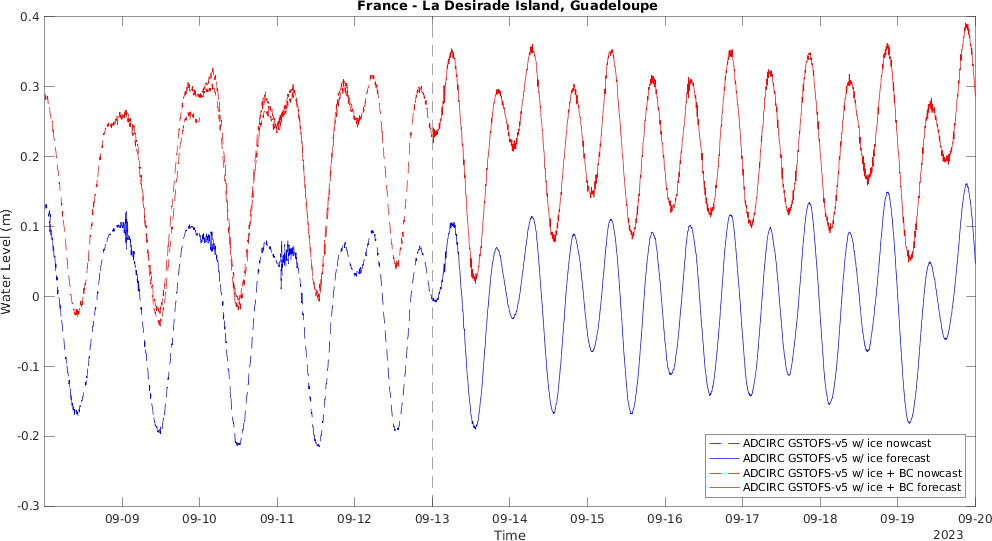 France - La Desirade Island, Guadeloupe
0.4
0.3
0.2
0.1
0
-0.1
-0.2
-0.3
Water Level (m)
ADCIRC GSTOFS-v5 w/ ice nowcast
ADCIRC GSTOFS-v5 w/ ice forecast
ADCIRC GSTOFS-v5 w/ ice + BC nowcast
ADCIRC GSTOFS-v5 w/ ice + BC forecast
09-09 09-10 09-11 09-12 09-13 09-14 09-15 09-16 09-17 09-18 09-19 09-20
Time
2023